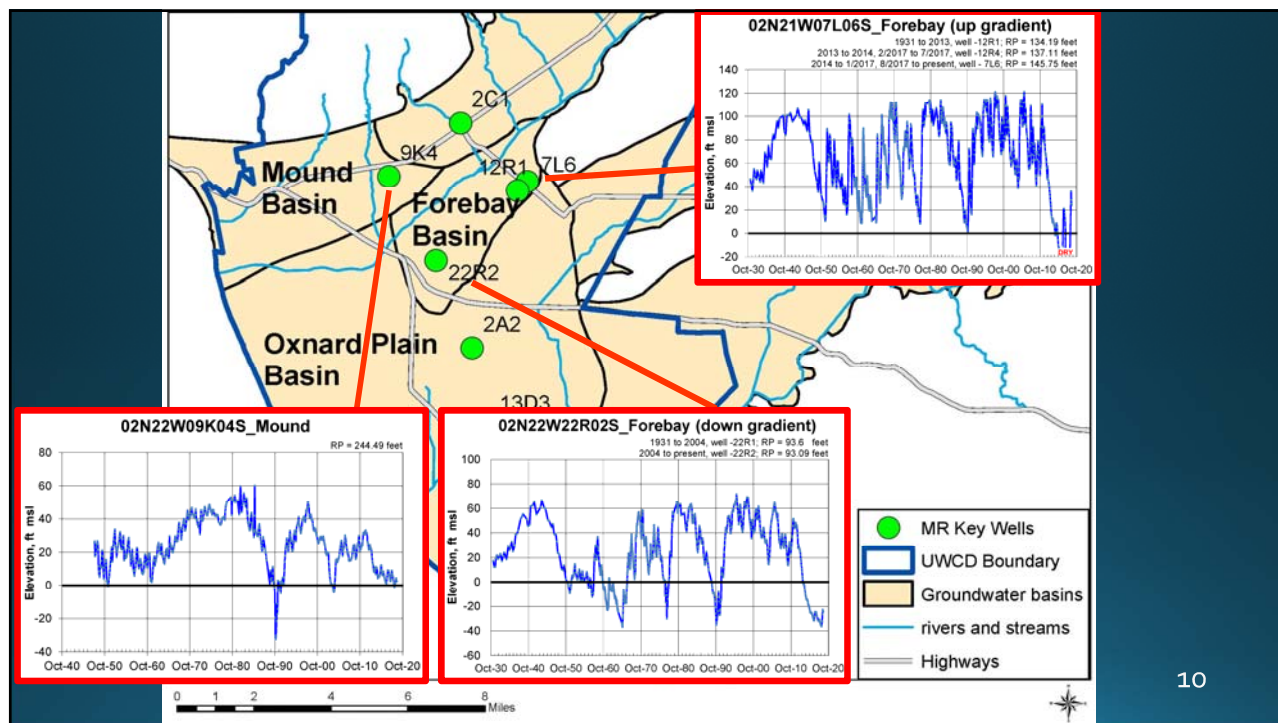 02N21W07L06S_Forebay (up gradient)
1931 to 2013, well -12R1; RP = 134.19 feet
2013 to 2014, 2/2017 to 7/2017, well -12R4; RP = 137.11 feet
2014 to 1/2017, 8/2017 to present, well - 7L6; RP = 145.75 feet
Elevation, ft msl
140
120
100
80
60
40
20
0
-20
DRY
Oct-30 Oct-40 Oct-50 Oct-60 Oct-70 Oct-80 Oct-90 Oct-00 Oct-10 Oct-20
2C1
9K4
12R1
7L6
Mound
Basin
Forebay
Basin
22R2
2A2
Oxnard Plain
Basin
13D3
02N22W09K04S_Mound
RP = 244.49 feet
Elevation, ft msl
80
60
40
20
0
-20
-40
Oct-40 Oct-50 Oct-60 Oct-70 Oct-80 Oct-90 Oct-00 Oct-10 Oct-20
02N22W22R02S_Forebay (down gradient)
1931 to 2004, well -22R1; RP = 93.6 feet
2004 to present, well -22R2; RP = 93.09 feet
Elevation, ft msl
100
80
60
40
20
0
-20
-40
-60
Oct-30 Oct-40 Oct-50 Oct-60 Oct-70 Oct-80 Oct-90 Oct-00 Oct-10 Oct-20
MR Key Wells
UWCD Boundary
Groundwater basins
rivers and streams
Highways
0 1 2 4 6 8
Miles
10